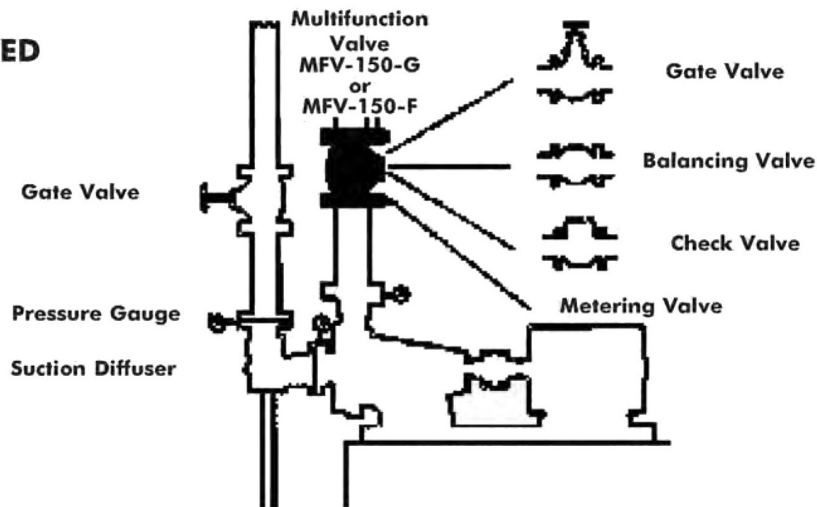 ED
Multifunction
Valve
MFV-150-G
or
MFV-150-F
Gate Valve
Balancing Valve
Gate Valve
Check Valve
Metering Valve
Pressure Gauge
Suction Diffuser